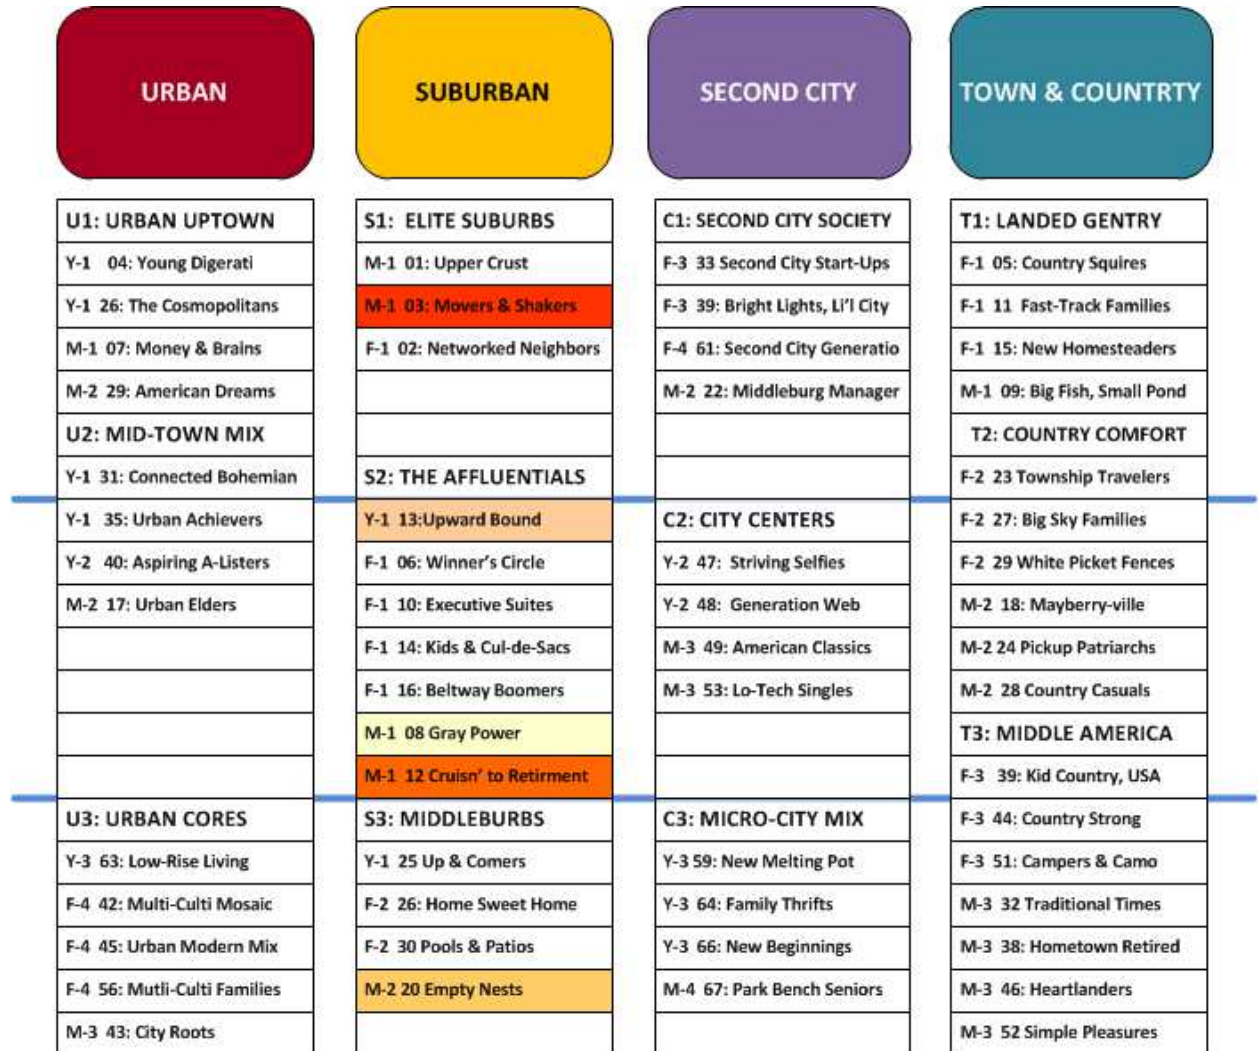 URBAN
SUBURBAN
SECOND CITY
TOWN & COUNTRTY
U1: URBAN UPTOWN
Y-1 04: Young Digerati
Y-1 26: The Cosmopolitans
M-1 07: Money & Brains
M-2 29: American Dreams
U2: MID-TOWN MIX
Y-1 31: Connected Bohemian
Y-1 35: Urban Achievers
Y-2 40: Aspiring A-Listers
M-2 17: Urban Elders
U3: URBAN CORES
Y-3 63: Low-Rise Living
F-4 42: Multi-Culti Mosaic
F-4 45: Urban Modern Mix
F-4 56: Mutli-Culti Families
M-3 43: City Roots
S1: ELITE SUBURBS
M-1 01: Upper Crust
M-1 03: Movers & Shakers
F-1 02: Networked Neighbors
S2: THE AFFLUENTIALS
Y-1 13:Upward Bound
F-1 06: Winner's Circle
F-1 10: Executive Suites
F-1 14: Kids & Cul-de-Sacs
F-1 16: Beltway Boomers
M-1 08 Gray Power
M-1 12 Cruisn' to Retirment
S3: MIDDLEBURBS
Y-1 25 Up & Comers
F-2 26: Home Sweet Home
F-2 30 Pools & Patios
M-2 20 Empty Nests
C1: SECOND CITY SOCIETY
F-3 33 Second City Start-Ups
F-3 39: Bright Lights, Li'l City
F-4 61: Second City Generatio
M-2 22: Middleburg Manager
C2: CITY CENTERS
Y-2 47: Striving Selfies
Y-2 48: Generation Web
M-3 49: American Classics
M-3 53: Lo-Tech Singles
C3: MICRO-CITY MIX
Y-3 59: New Melting Pot
Y-3 64: Family Thrifts
Y-3 66: New Beginnings
M-4 67: Park Bench Seniors
T1: LANDED GENTRY
F-1 05: Country Squires
F-1 11 Fast-Track Families
F-1 15: New Homesteaders
M-1 09: Big Fish, Small Pond
T2: COUNTRY COMFORT
F-2 23 Township Travelers
F-2 27: Big Sky Families
F-2 29 White Picket Fences
M-2 18: Mayberry-ville
M-2 24 Pickup Patriarchs
M-2 28 Country Casuals
T3: MIDDLE AMERICA
F-3 39: Kid Country, USA
F-3 44: Country Strong
F-3 51: Campers & Camo
M-3 32 Traditional Times
M-3 38: Hometown Retired
M-3 46: Heartlanders
M-3 52 Simple Pleasures